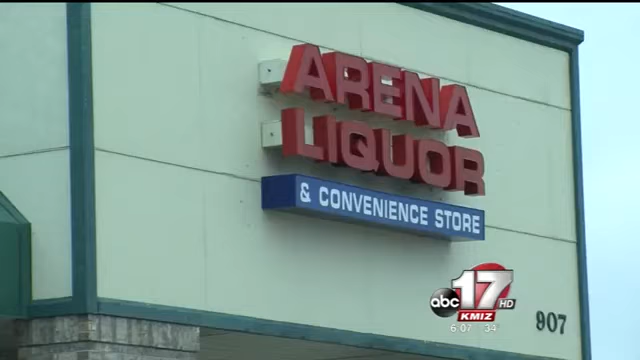 ARENA
LIQUOR
& CONVENIENCE STORE
abc 17 HD
KMIZ
6:07 34°
907